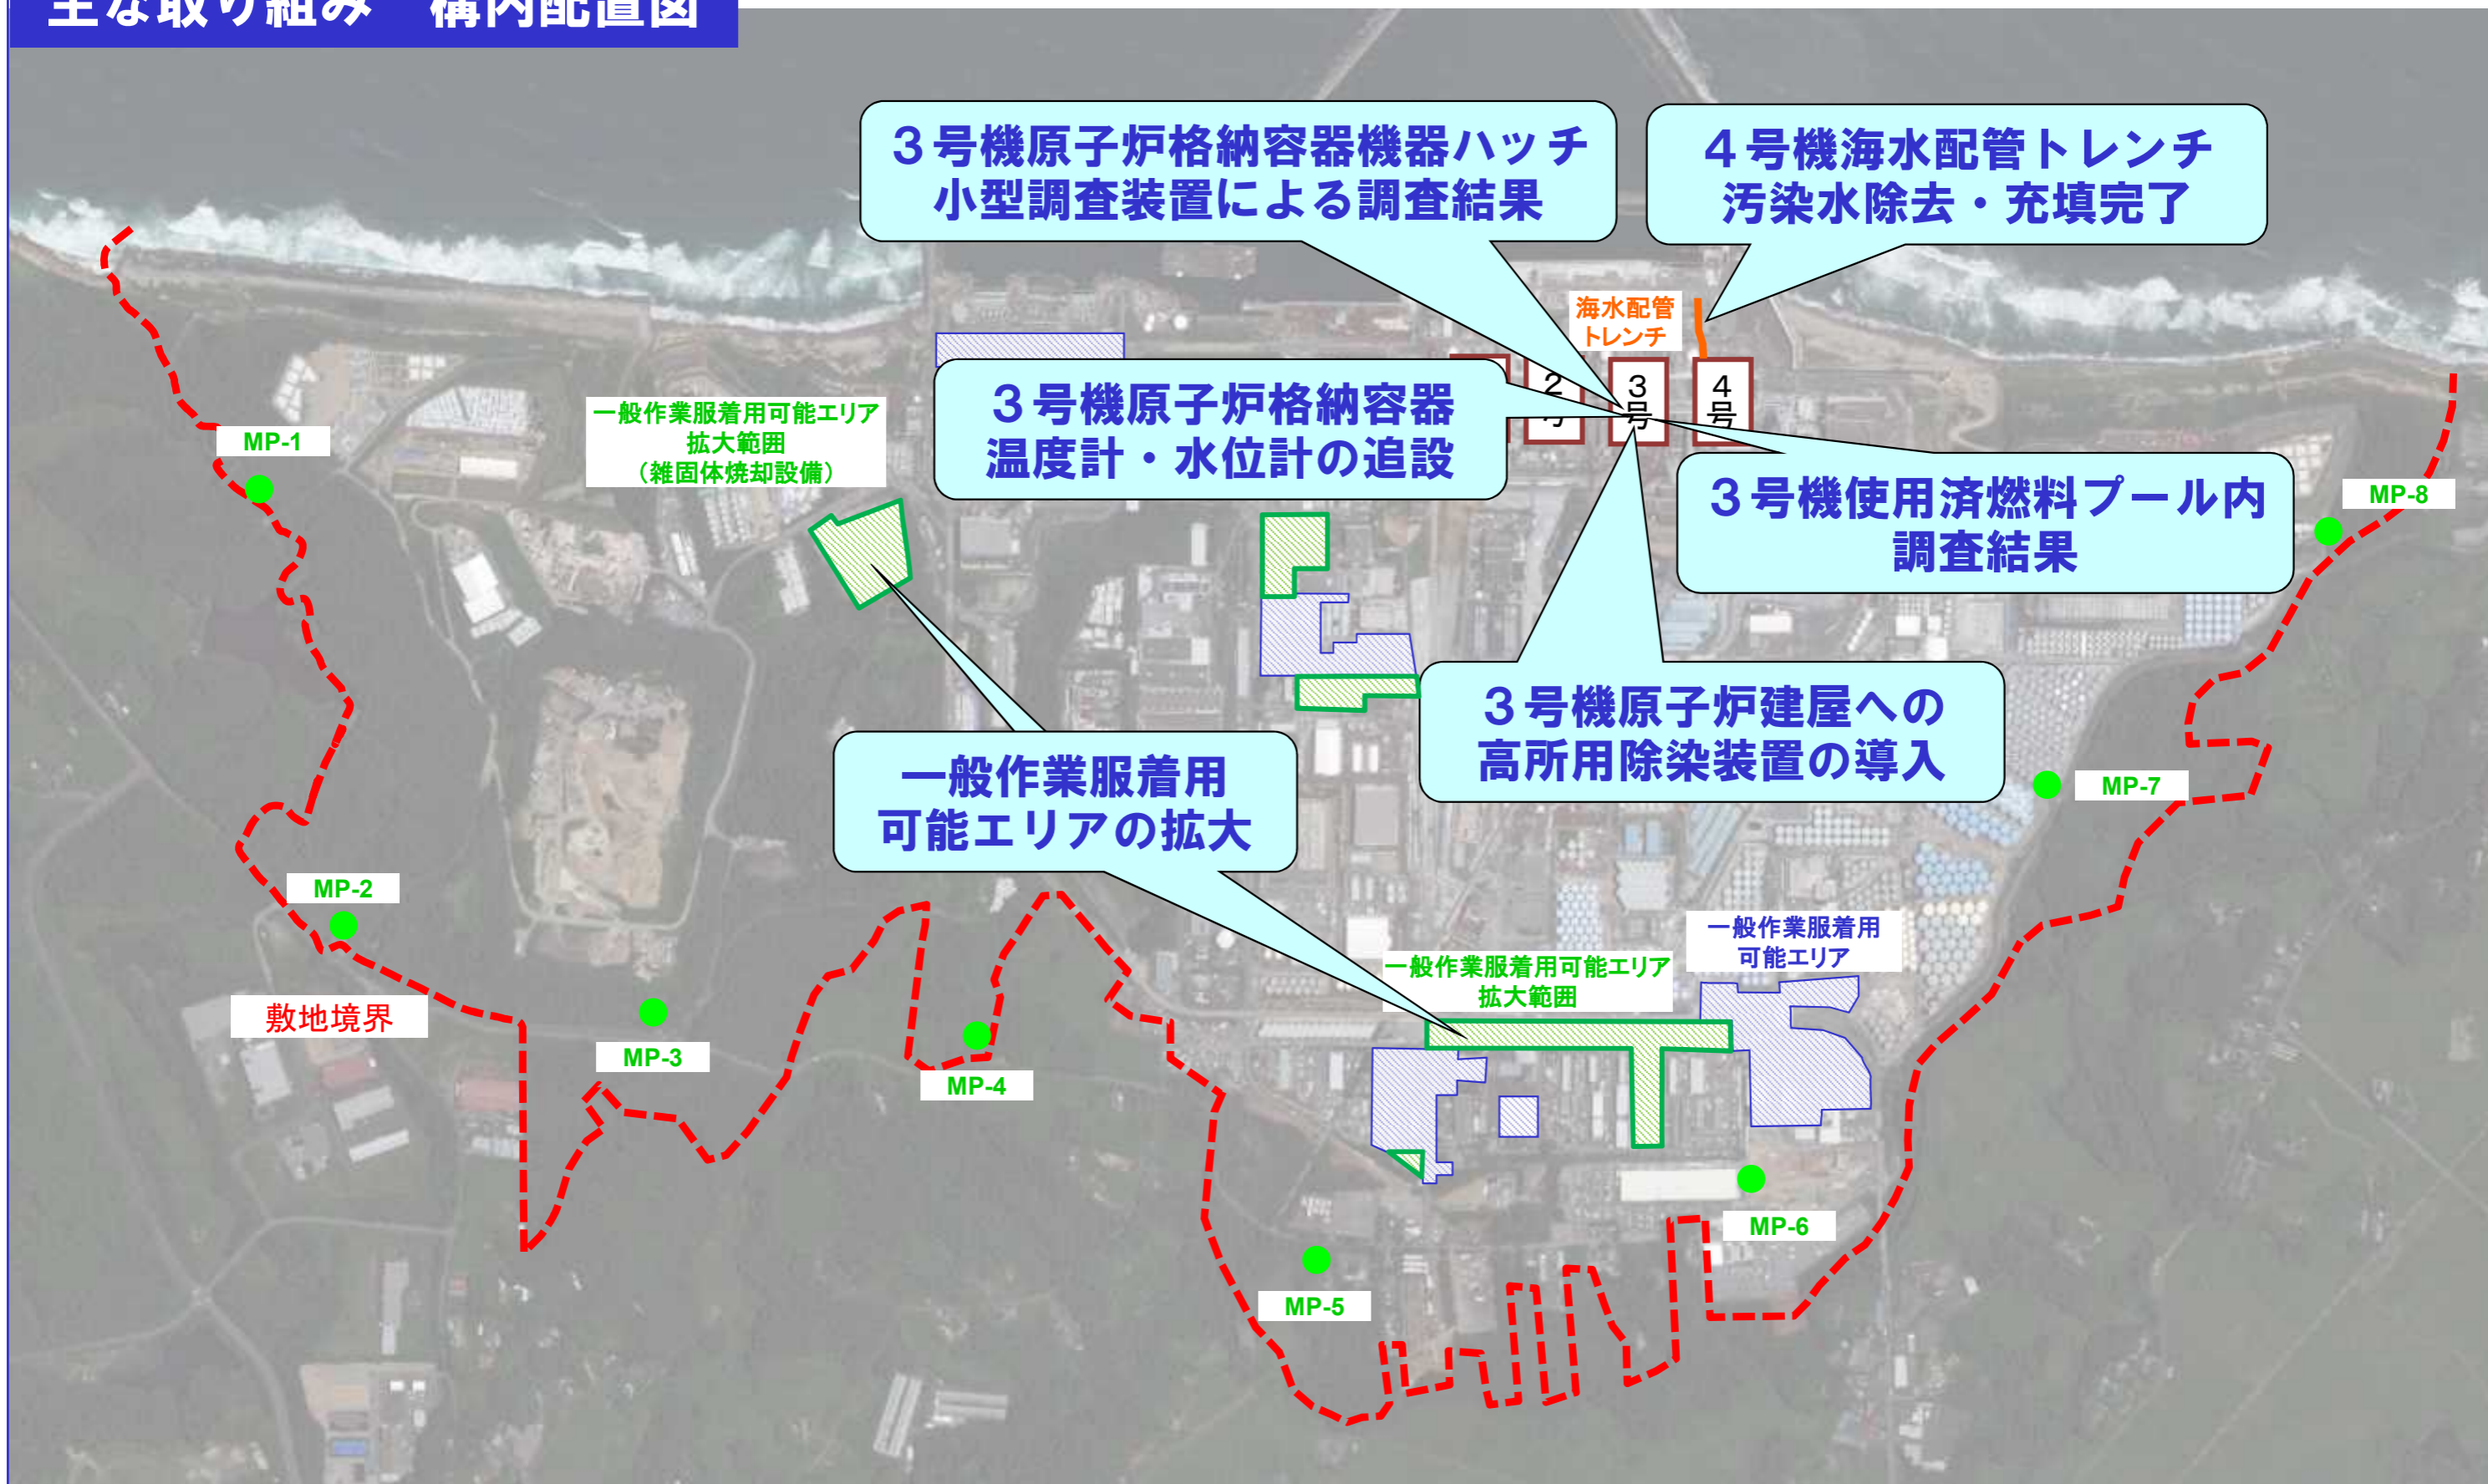 主な取り組み　構内配置図
３号機原子炉格納容器機器ハッチ
小型調査装置による調査結果
４号機海水配管トレンチ
汚染水除去・充填完了
海水配管
トレンチ
３号機原子炉格納容器
温度計・水位計の追設
2
号
3
号
4
号
一般作業服着用可能エリア
拡大範囲
（雑固体焼却設備）
MP-1
３号機使用済燃料プール内
調査結果
MP-8
３号機原子炉建屋への
高所用除染装置の導入
一般作業服着用
可能エリアの拡大
MP-7
MP-2
一般作業服着用
可能エリア
一般作業服着用可能エリア
拡大範囲
敷地境界
MP-3
MP-4
MP-6
MP-5